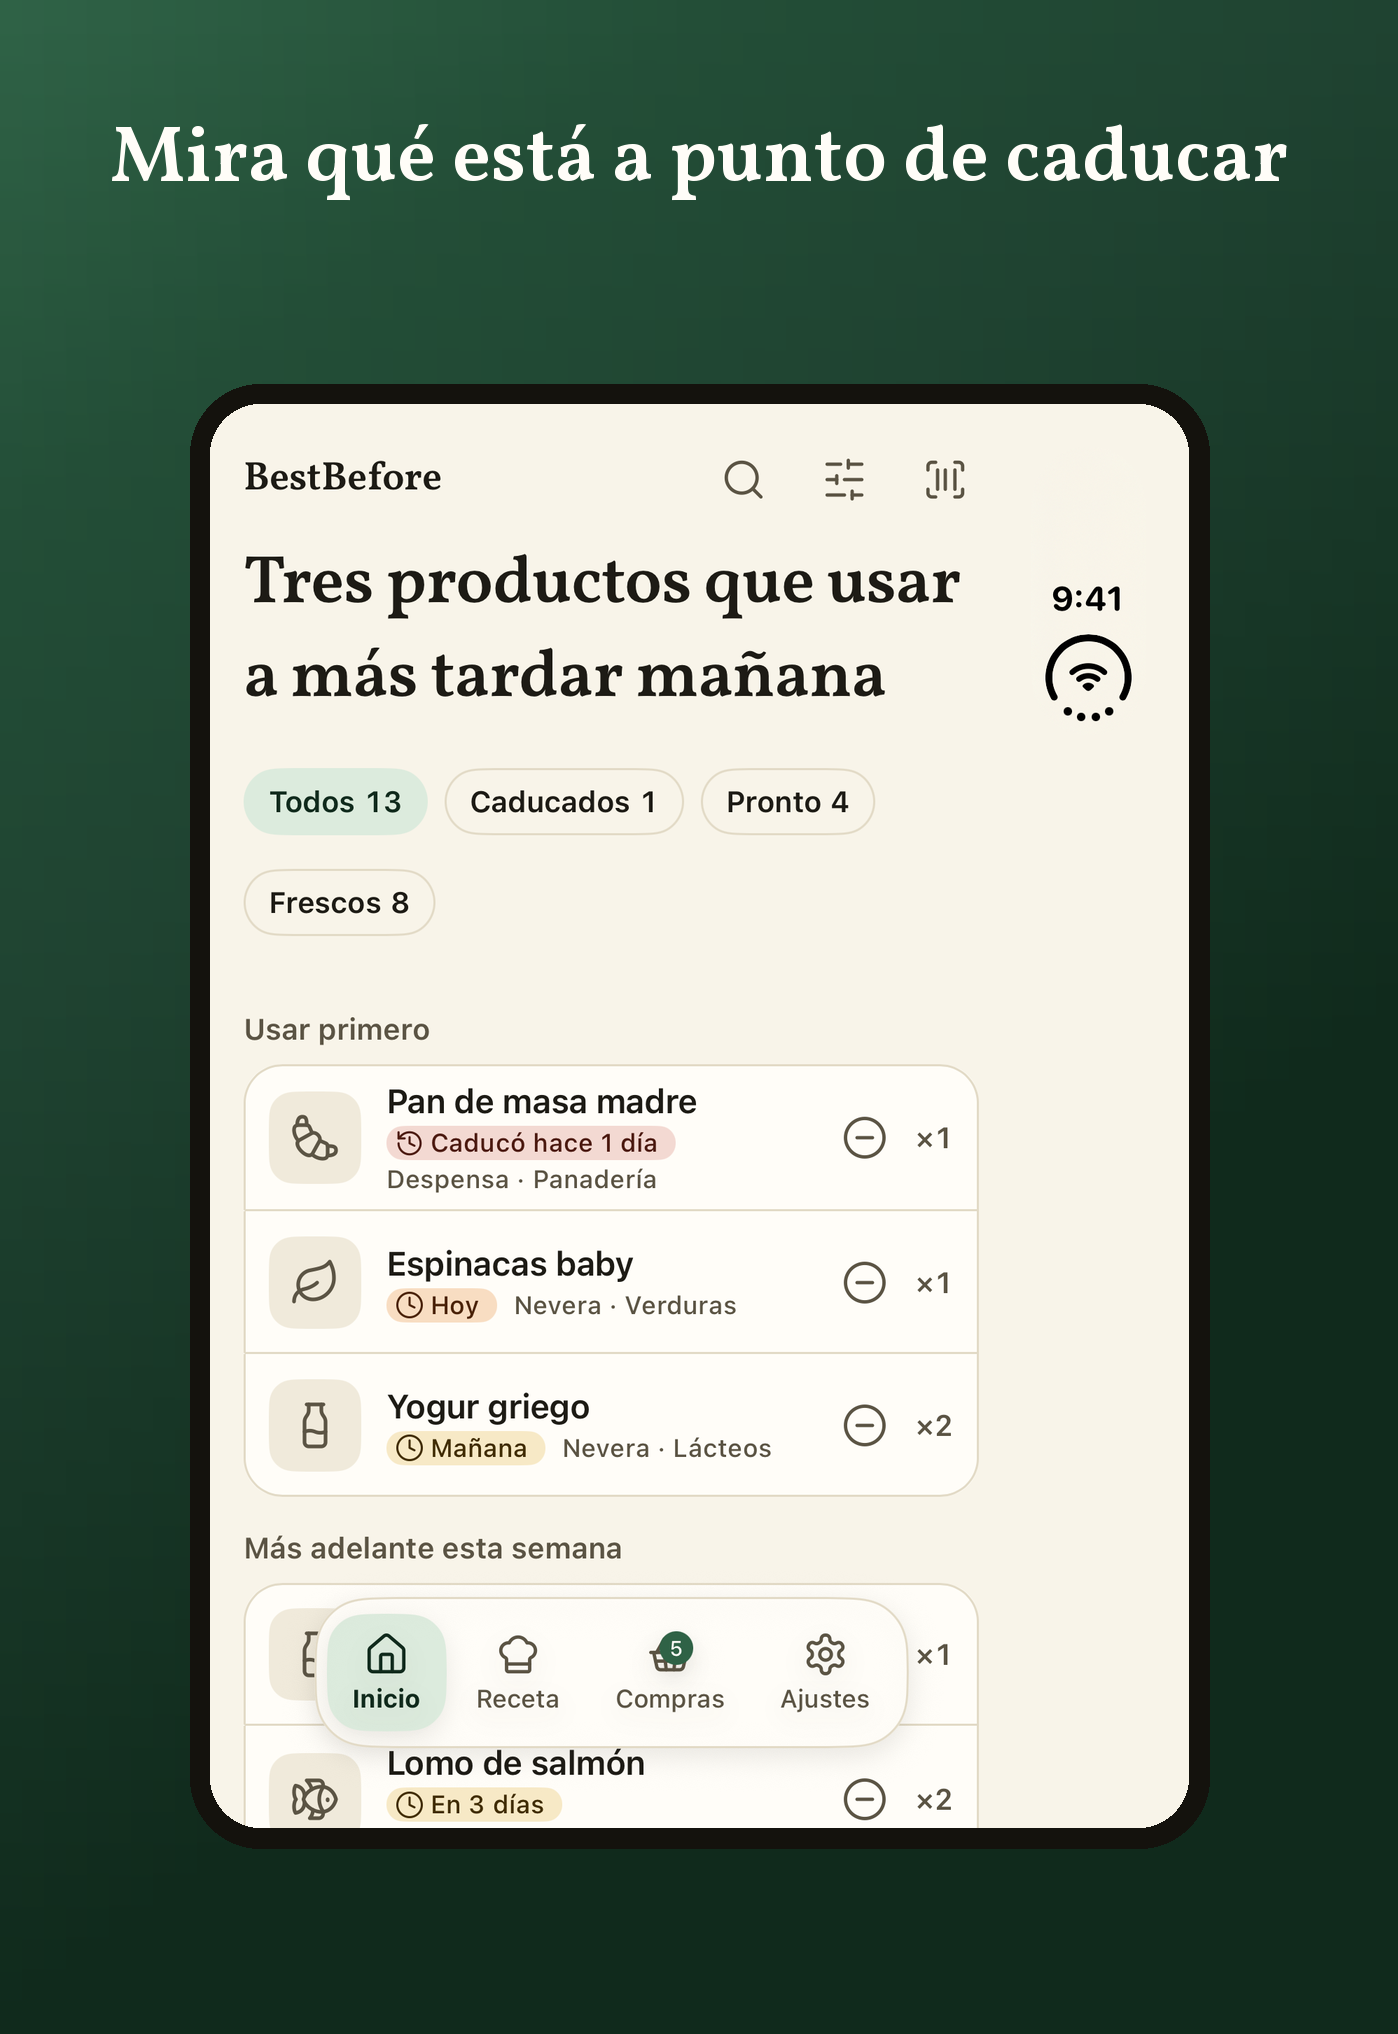 Mira qué está a punto de caducar
BestBefore
Tres productos que usar
a más tardar mañana
9:41
Todos 13
Caducados 1
Pronto 4
Frescos 8
Usar primero
Pan de masa madre
Caducó hace 1 día
Despensa · Panadería
×1
Espinacas baby
Hoy
Nevera · Verduras
×1
Yogur griego
Mañana
Nevera · Lácteos
×2
Más adelante esta semana
×1
5
Inicio
Receta
Compras
Ajustes
Lomo de salmón
En 3 días
×2